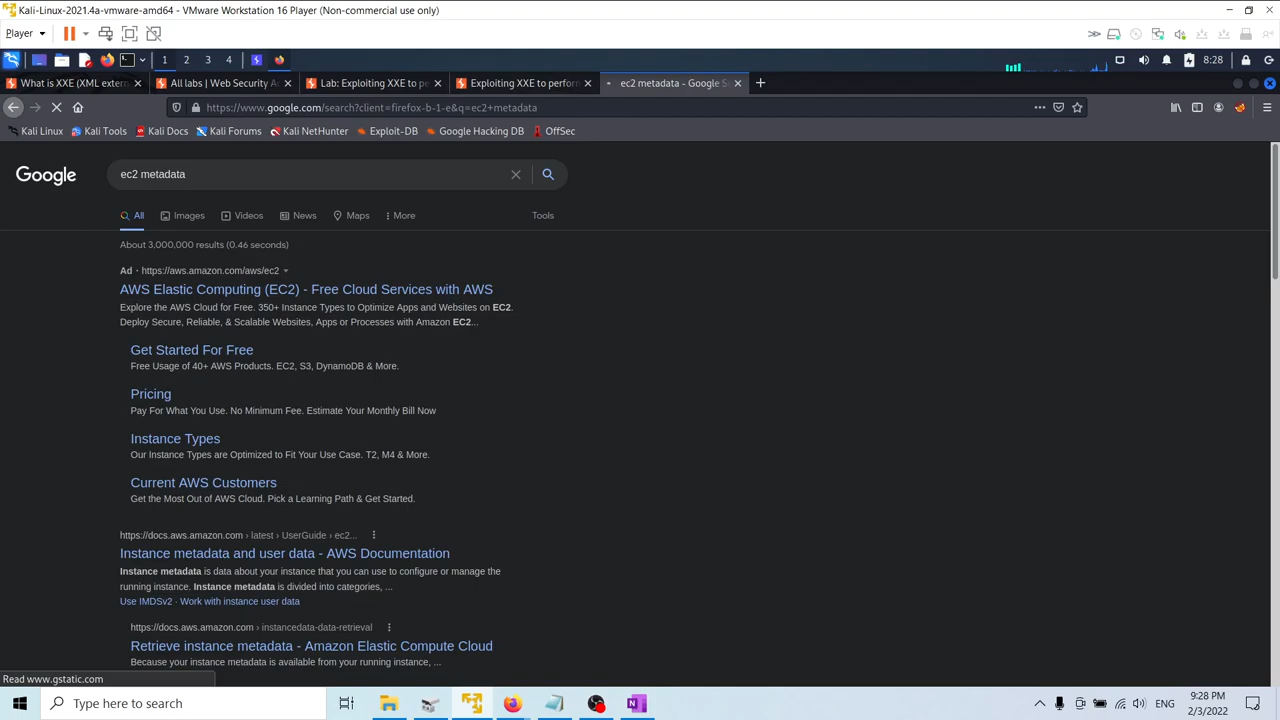 Kali-Linux-2021.4a-vmware-amd64 - VMware Workstation 16 Player (Non-commercial use only)
Player
1 2 3 4
8:28
What is XXE (XML extern
All labs | Web Security A
Lab: Exploiting XXE to pe
Exploiting XXE to perform
ec2 metadata - Google S
https://www.google.com/search?client=firefox-b-1-e&q=ec2+metadata
Kali Linux
Kali Tools
Kali Docs
Kali Forums
Kali NetHunter
Exploit-DB
Google Hacking DB
OffSec
Google
ec2 metadata
All
Images
Videos
News
Maps
More
Tools
About 3,000,000 results (0.46 seconds)
Ad · https://aws.amazon.com/aws/ec2
AWS Elastic Computing (EC2) - Free Cloud Services with AWS
Explore the AWS Cloud for Free. 350+ Instance Types to Optimize Apps and Websites on EC2.
Deploy Secure, Reliable, & Scalable Websites, Apps or Processes with Amazon EC2...
Get Started For Free
Free Usage of 40+ AWS Products. EC2, S3, DynamoDB & More.
Pricing
Pay For What You Use. No Minimum Fee. Estimate Your Monthly Bill Now
Instance Types
Our Instance Types are Optimized to Fit Your Use Case. T2, M4 & More.
Current AWS Customers
Get the Most Out of AWS Cloud. Pick a Learning Path & Get Started.
https://docs.aws.amazon.com › latest › UserGuide › ec2...
Instance metadata and user data - AWS Documentation
Instance metadata is data about your instance that you can use to configure or manage the
running instance. Instance metadata is divided into categories, ...
Use IMDSv2 · Work with instance user data
https://docs.aws.amazon.com › instancedata-data-retrieval
Retrieve instance metadata - Amazon Elastic Compute Cloud
Because your instance metadata is available from your running instance, ...
Read www.gstatic.com
Type here to search
ENG
9:28 PM
2/3/2022